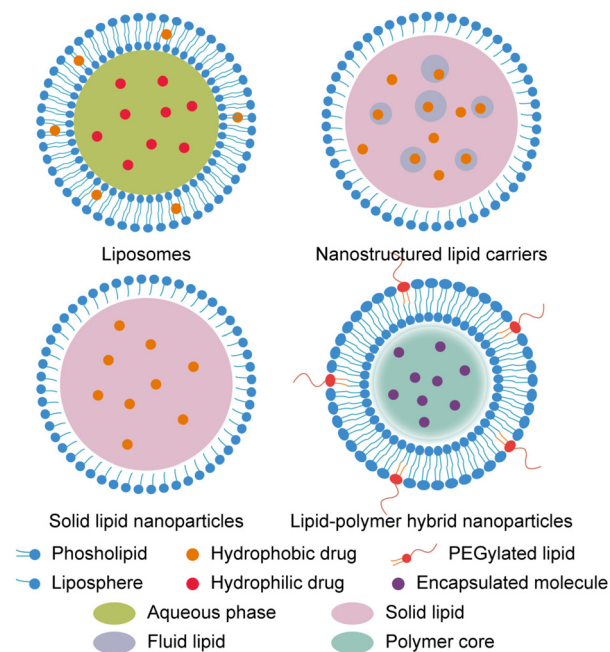 Liposomes
Nanostructured lipid carriers
Solid lipid nanoparticles
Lipid-polymer hybrid nanoparticles
Phosholipid
Hydrophobic drug
PEGylated lipid
Liposphere
Hydrophilic drug
Encapsulated molecule
Aqueous phase
Solid lipid
Fluid lipid
Polymer core